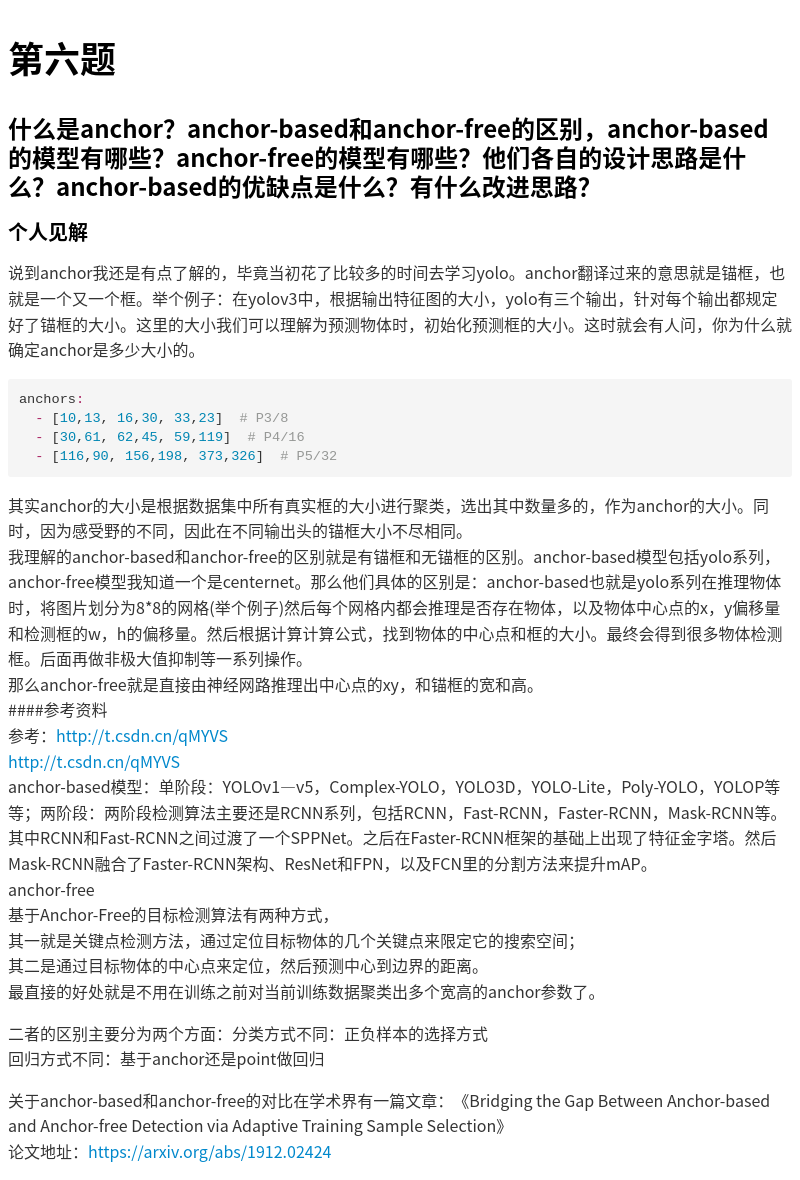 第六题
什么是anchor？anchor-based和anchor-free的区别，anchor-based
的模型有哪些？anchor-free的模型有哪些？他们各自的设计思路是什
么？anchor-based的优缺点是什么？有什么改进思路?
个人见解
说到anchor我还是有点了解的，毕竟当初花了比较多的时间去学习yolo。anchor翻译过来的意思就是锚框，也
就是一个又一个框。举个例子：在yolov3中，根据输出特征图的大小，yolo有三个输出，针对每个输出都规定
好了锚框的大小。这里的大小我们可以理解为预测物体时，初始化预测框的大小。这时就会有人问，你为什么就
确定anchor是多少大小的。
anchors:
  - [10,13, 16,30, 33,23]  # P3/8
  - [30,61, 62,45, 59,119]  # P4/16
  - [116,90, 156,198, 373,326]  # P5/32
其实anchor的大小是根据数据集中所有真实框的大小进行聚类，选出其中数量多的，作为anchor的大小。同
时，因为感受野的不同，因此在不同输出头的锚框大小不尽相同。
我理解的anchor-based和anchor-free的区别就是有锚框和无锚框的区别。anchor-based模型包括yolo系列，
anchor-free模型我知道一个是centernet。那么他们具体的区别是：anchor-based也就是yolo系列在推理物体
时，将图片划分为8*8的网格(举个例子)然后每个网格内都会推理是否存在物体，以及物体中心点的x，y偏移量
和检测框的w，h的偏移量。然后根据计算计算公式，找到物体的中心点和框的大小。最终会得到很多物体检测
框。后面再做非极大值抑制等一系列操作。
那么anchor-free就是直接由神经网路推理出中心点的xy，和锚框的宽和高。
####参考资料
参考：http://t.csdn.cn/qMYVS
http://t.csdn.cn/qMYVS
anchor-based模型：单阶段：YOLOv1—v5，Complex-YOLO，YOLO3D，YOLO-Lite，Poly-YOLO，YOLOP等
等；两阶段：两阶段检测算法主要还是RCNN系列，包括RCNN，Fast-RCNN，Faster-RCNN，Mask-RCNN等。
其中RCNN和Fast-RCNN之间过渡了一个SPPNet。之后在Faster-RCNN框架的基础上出现了特征金字塔。然后
Mask-RCNN融合了Faster-RCNN架构、ResNet和FPN，以及FCN里的分割方法来提升mAP。
anchor-free
基于Anchor-Free的目标检测算法有两种方式，
其一就是关键点检测方法，通过定位目标物体的几个关键点来限定它的搜索空间；
其二是通过目标物体的中心点来定位，然后预测中心到边界的距离。
最直接的好处就是不用在训练之前对当前训练数据聚类出多个宽高的anchor参数了。
二者的区别主要分为两个方面：分类方式不同：正负样本的选择方式
回归方式不同：基于anchor还是point做回归
关于anchor-based和anchor-free的对比在学术界有一篇文章：《Bridging the Gap Between Anchor-based
and Anchor-free Detection via Adaptive Training Sample Selection》
论文地址：https://arxiv.org/abs/1912.02424